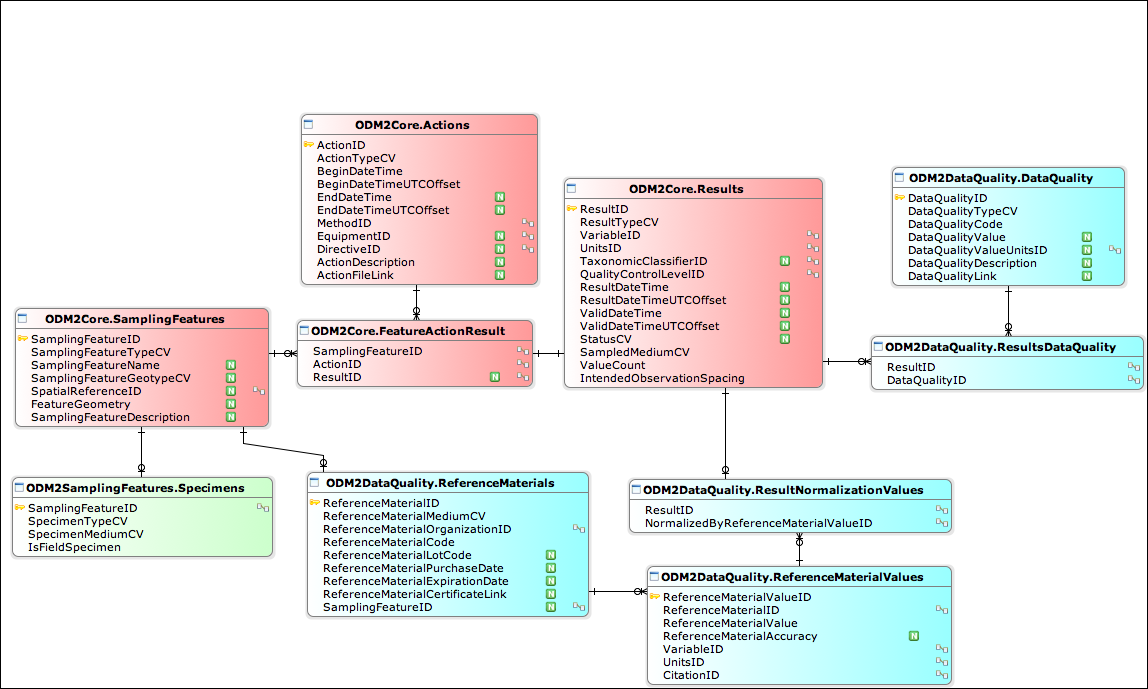 ODM2Core.Actions
ActionID
ActionTypeCV
BeginDateTime
BeginDateTimeUTCOffset
EndDateTime N
EndDateTimeUTCOffset N
MethodID
EquipmentID N
DirectiveID N
ActionDescription N
ActionFileLink N
ODM2Core.Results
ResultID
ResultTypeCV
VariableID
UnitsID
TaxonomicClassifierID N
QualityControlLevelID
ResultDateTime N
ResultDateTimeUTCOffset N
ValidDateTime N
ValidDateTimeUTCOffset N
StatusCV N
SampledMediumCV
ValueCount
IntendedObservationSpacing
ODM2DataQuality.DataQuality
DataQualityID
DataQualityTypeCV
DataQualityCode
DataQualityValue N
DataQualityValueUnitsID N
DataQualityDescription N
DataQualityLink N
ODM2Core.SamplingFeatures
SamplingFeatureID
SamplingFeatureTypeCV
SamplingFeatureName N
SamplingFeatureGeotypeCV N
SpatialReferenceID N
FeatureGeometry N
SamplingFeatureDescription N
ODM2Core.FeatureActionResult
SamplingFeatureID
ActionID
ResultID N
ODM2DataQuality.ResultsDataQuality
ResultID
DataQualityID
ODM2SamplingFeatures.Specimens
SamplingFeatureID
SpecimenTypeCV
SpecimenMediumCV
IsFieldSpecimen
ODM2DataQuality.ReferenceMaterials
ReferenceMaterialID
ReferenceMaterialMediumCV
ReferenceMaterialOrganizationID
ReferenceMaterialCode
ReferenceMaterialLotCode N
ReferenceMaterialPurchaseDate N
ReferenceMaterialExpirationDate N
ReferenceMaterialCertificateLink N
SamplingFeatureID N
ODM2DataQuality.ResultNormalizationValues
ResultID
NormalizedByReferenceMaterialValueID
ODM2DataQuality.ReferenceMaterialValues
ReferenceMaterialValueID
ReferenceMaterialID
ReferenceMaterialValue
ReferenceMaterialAccuracy N
VariableID
UnitsID
CitationID